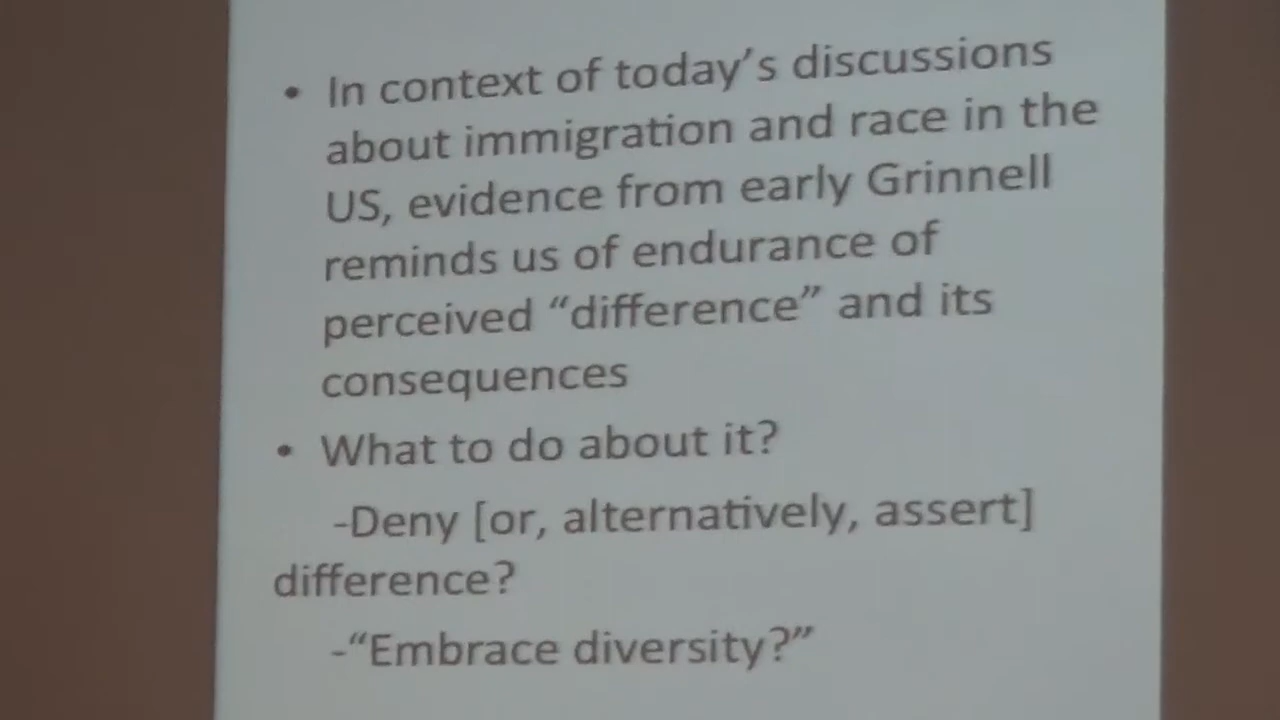 • In context of today’s discussions
about immigration and race in the
US, evidence from early Grinnell
reminds us of endurance of
perceived “difference” and its
consequences
• What to do about it?
-Deny [or, alternatively, assert]
difference?
-“Embrace diversity?”